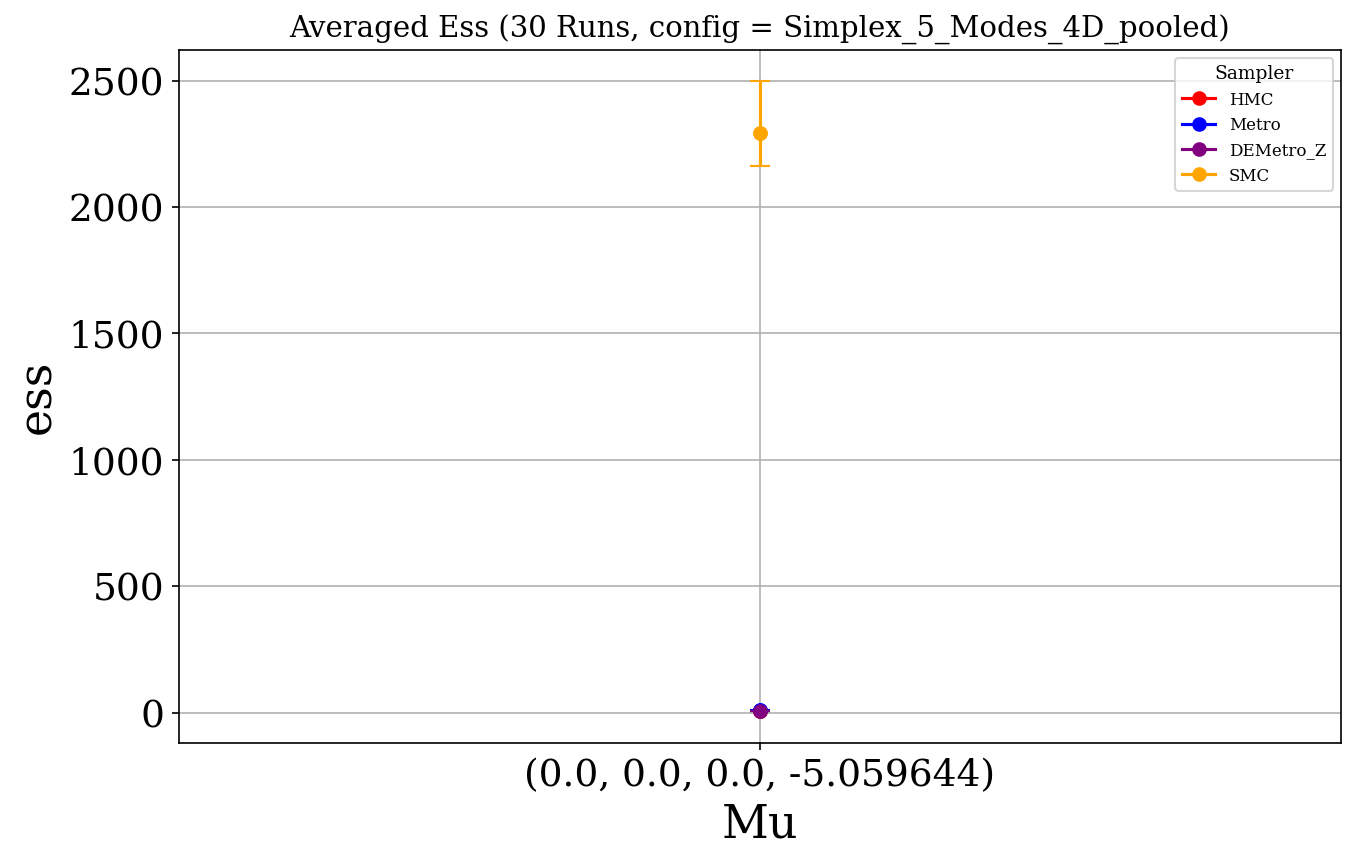 Averaged Ess (30 Runs, config = Simplex_5_Modes_4D_pooled)
Sampler
HMC
Metro
DEMetro_Z
SMC
2500
2000
1500
1000
500
0
ess
(0.0, 0.0, 0.0, -5.059644)
Mu